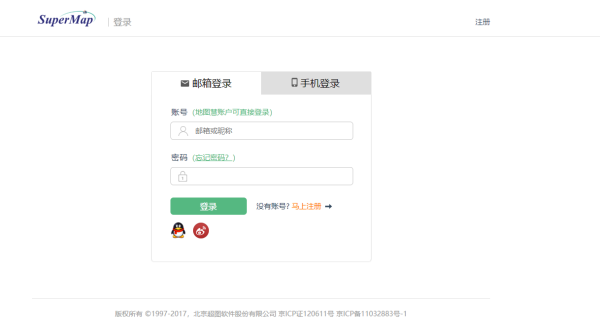 SuperMap | 登录
注册
邮箱登录
手机登录
账号（地图慧账户可直接登录）
邮箱或昵称
密码（忘记密码？）
登录
没有账号? 马上注册
版权所有 ©1997-2017，北京超图软件股份有限公司 京ICP证120611号 京ICP备11032883号-1